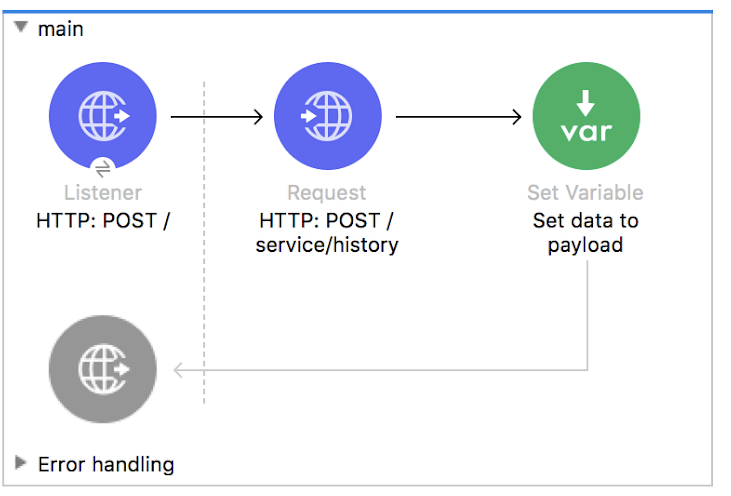 main
var
Listener Request Set Variable
HTTP: POST / HTTP: POST / Set data to
service/history payload
Error handling